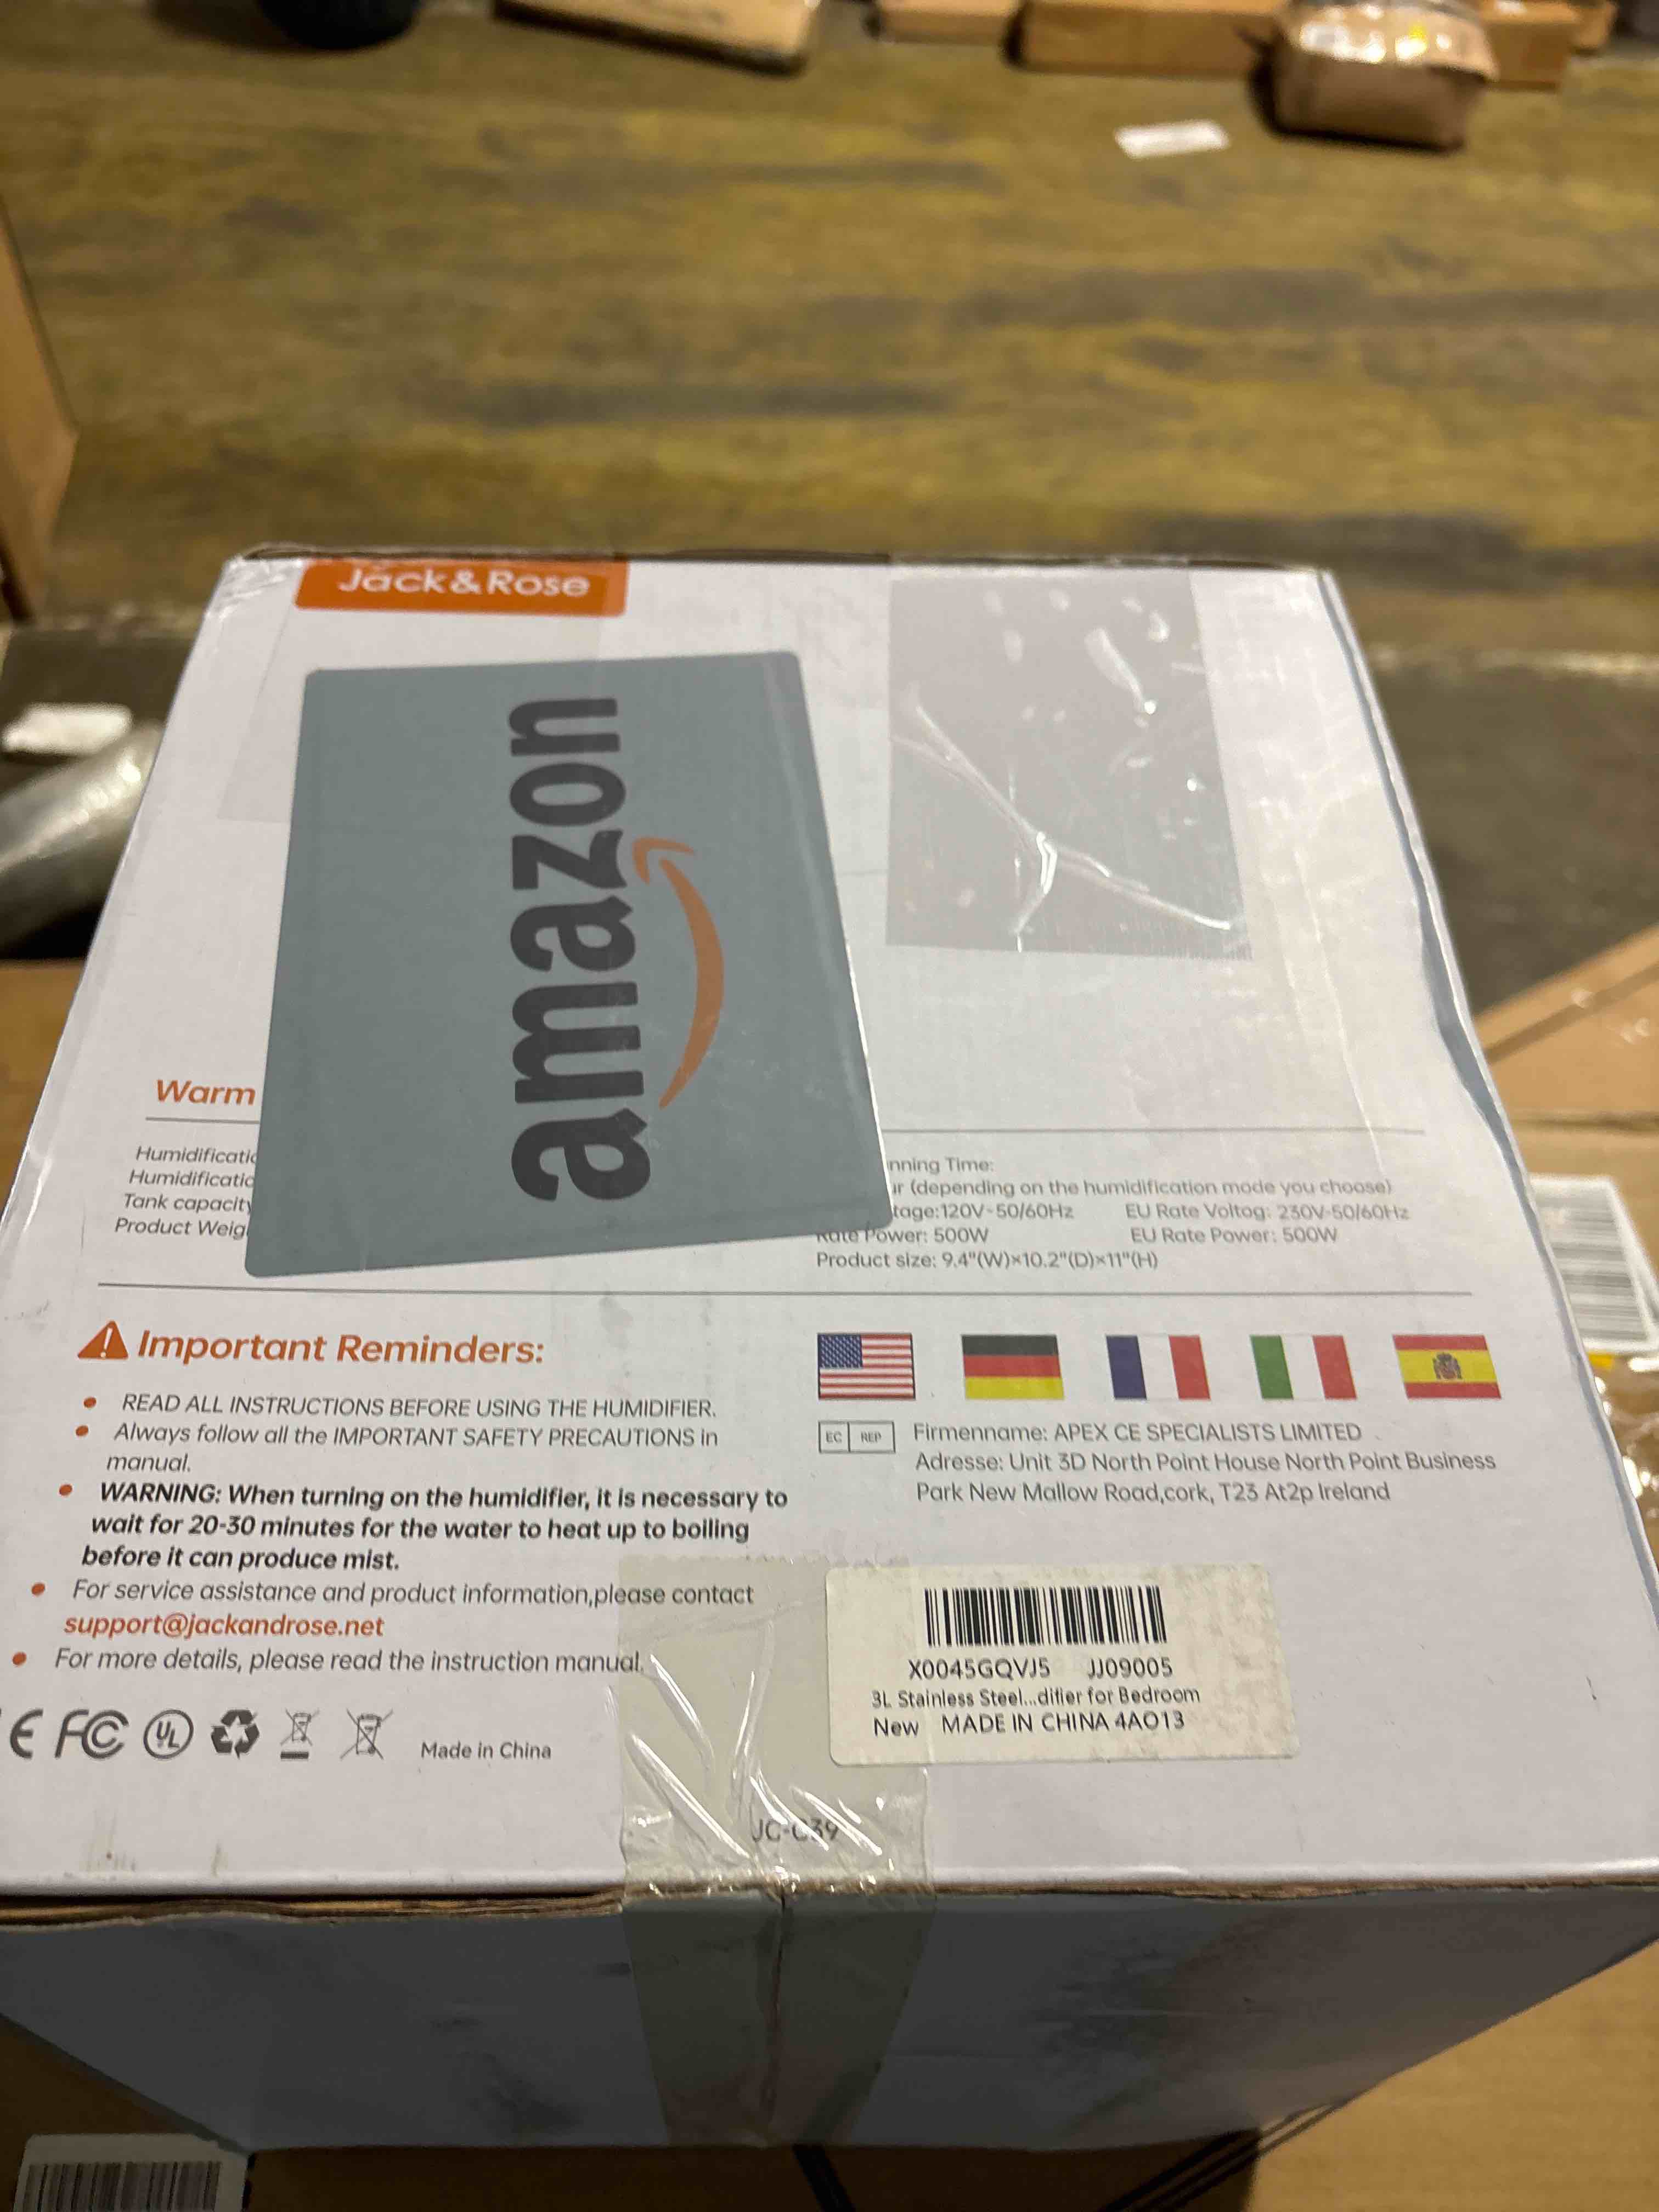 Jack&Rose
amazon
Warm
Humidificatio
Humidificatio
Tank capacity
Product Weig
nning Time:
ur (depending on the humidification mode you choose)
tage:120V~50/60Hz EU Rate Voltog: 230V~50/60Hz
Rate Power: 500W EU Rate Power: 500W
Product size: 9.4"(W)×10.2"(D)×11"(H)
Important Reminders:
READ ALL INSTRUCTIONS BEFORE USING THE HUMIDIFIER.
Always follow all the IMPORTANT SAFETY PRECAUTIONS in
manual.
WARNING: When turning on the humidifier, it is necessary to
wait for 20-30 minutes for the water to heat up to boiling
before it can produce mist.
For service assistance and product information,please contact
support@jackandrose.net
For more details, please read the instruction manual.
CE FC UL Made in China
EC REP
Firmenname: APEX CE SPECIALISTS LIMITED
Adresse: Unit 3D North Point House North Point Business
Park New Mallow Road,cork, T23 At2p Ireland
X0045GQVJ5 JJ09005
3L Stainless Steel...difier for Bedroom
New MADE IN CHINA 4AO13
JC-C39